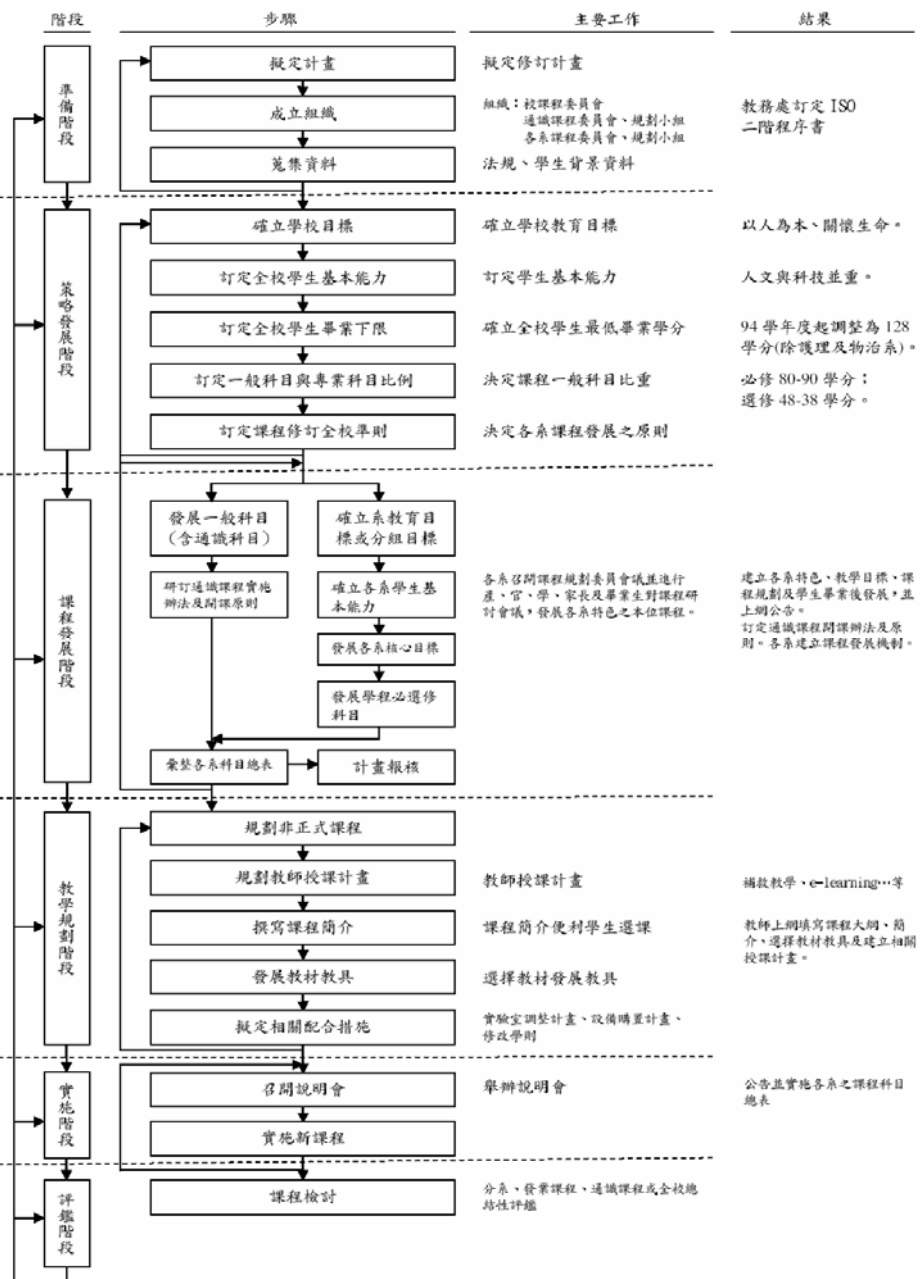 階段 步驟 主要工作 結果
準備階段
擬定計畫
擬定修訂計畫
成立組織
組織：校課程委員會
通識課程委員會、規劃小組
各系課程委員會、規劃小組
教務處訂定 ISO
二階程序書
蒐集資料
法規、學生背景資料
策略發展階段
確立學校目標
確立學校教育目標
以人為本、關懷生命。
訂定全校學生基本能力
訂定學生基本能力
人文與科技並重。
訂定全校學生畢業下限
確立全校學生最低畢業學分
94 學年度起調整為 128
學分(除護理及物治系)。
訂定一般科目與專業科目比例
決定課程一般科目比重
必修 80-90 學分；
選修 48-38 學分。
訂定課程修訂全校準則
決定各系課程發展之原則
課程發展階段
發展一般科目
（含通識科目）
確立系教育目
標或分組目標
研訂通識課程實施
辦法及開課原則
確立各系學生基
本能力
發展各系核心目標
發展學程必選修
科目
彙整各系科目總表
計畫報核
各系召開課程規劃委員會議並進行
產、官、學、家長及畢業生對課程研
討會議，發展各系特色之本位課程。
建立各系特色、教學目標、課
程規劃及學生畢業後發展，並
上網公告。
訂定通識課程開課辦法及原
則。各系建立課程發展機制。
教學規劃階段
規劃非正式課程
規劃教師授課計畫
教師授課計畫
補救教學、e-learning…等
撰寫課程簡介
課程簡介便利學生選課
教師上網填寫課程大綱、簡
介、選擇教材教具及建立相關
授課計畫。
發展教材教具
選擇教材發展教具
擬定相關配合措施
實驗室調整計畫、設備購置計畫、
修改學則
實施階段
召開說明會
舉辦說明會
公告並實施各系之課程科目
總表
實施新課程
評鑑階段
課程檢討
分系、發業課程、通識課程或全校總
結性評鑑